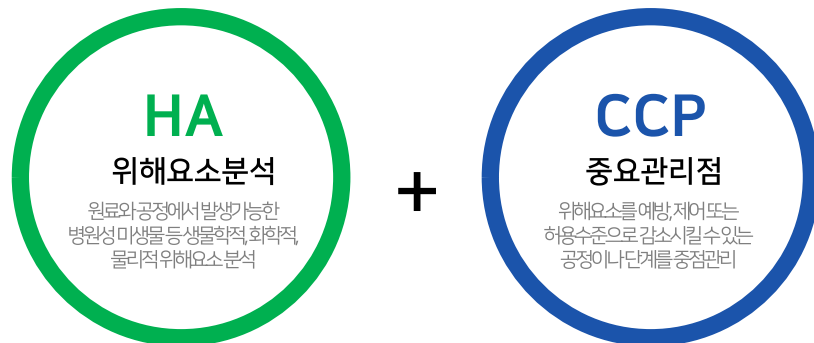 HA
위해요소분석
원료와 공정에서 발생가능한
병원성 미생물 등 생물학적, 화학적,
물리적 위해요소 분석
+
CCP
중요관리점
위해요소를 예방, 제어 또는
허용수준으로 감소시킬 수 있는
공정이나 단계를 중점관리